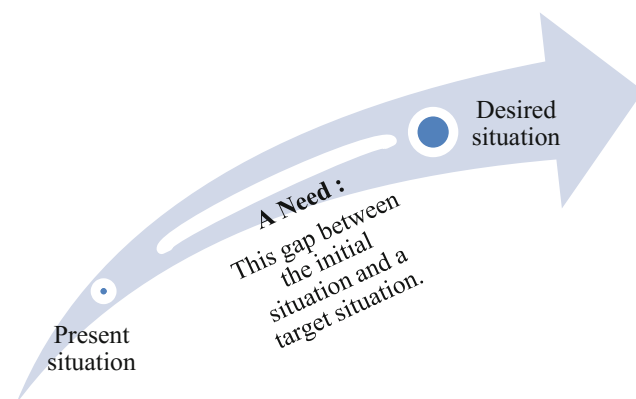 Desired
situation
A Need :
This gap between
the initial
situation and a
target situation.
Present
situation